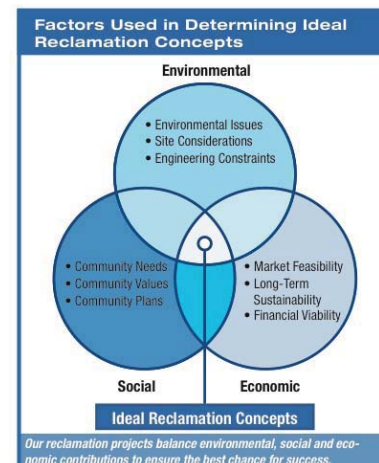 Factors Used in Determining Ideal
Reclamation Concepts
Environmental
• Environmental Issues
• Site Considerations
• Engineering Constraints
• Community Needs
• Community Values
• Community Plans
• Market Feasibility
• Long-Term
Sustainability
• Financial Viability
Social
Economic
Ideal Reclamation Concepts
Our reclamation projects balance environmental, social and eco-
nomic contributions to ensure the best chance for success.